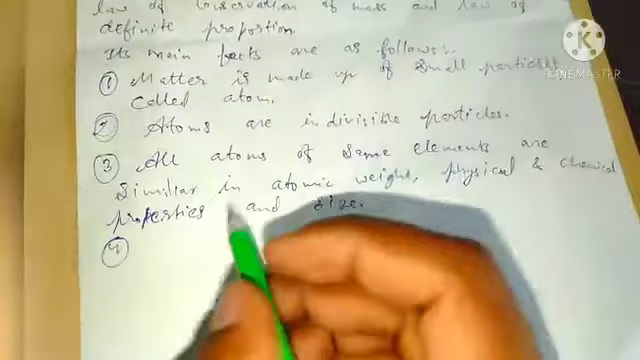 law of conservation of mass and law of
definite proportion.
Its main facts are as follows:-
① Matter is made up of small particles
called atom.
② Atoms are indivisible particles.
③ All atoms of same elements are
Similiar in atomic weight, physical & chemical
properties and size.
④
KINEMASTER